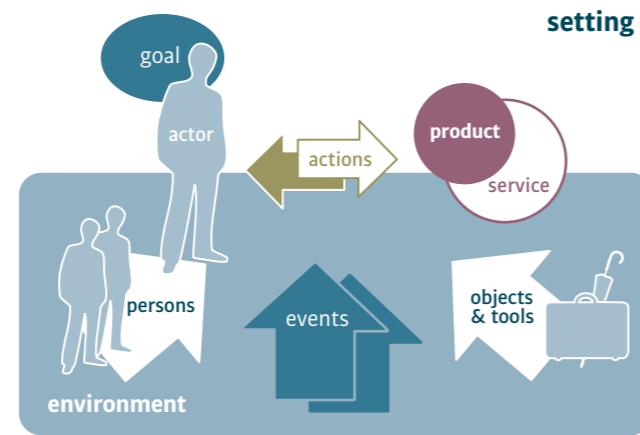 setting
goal
actor
actions
product
service
persons
events
objects
& tools
environment